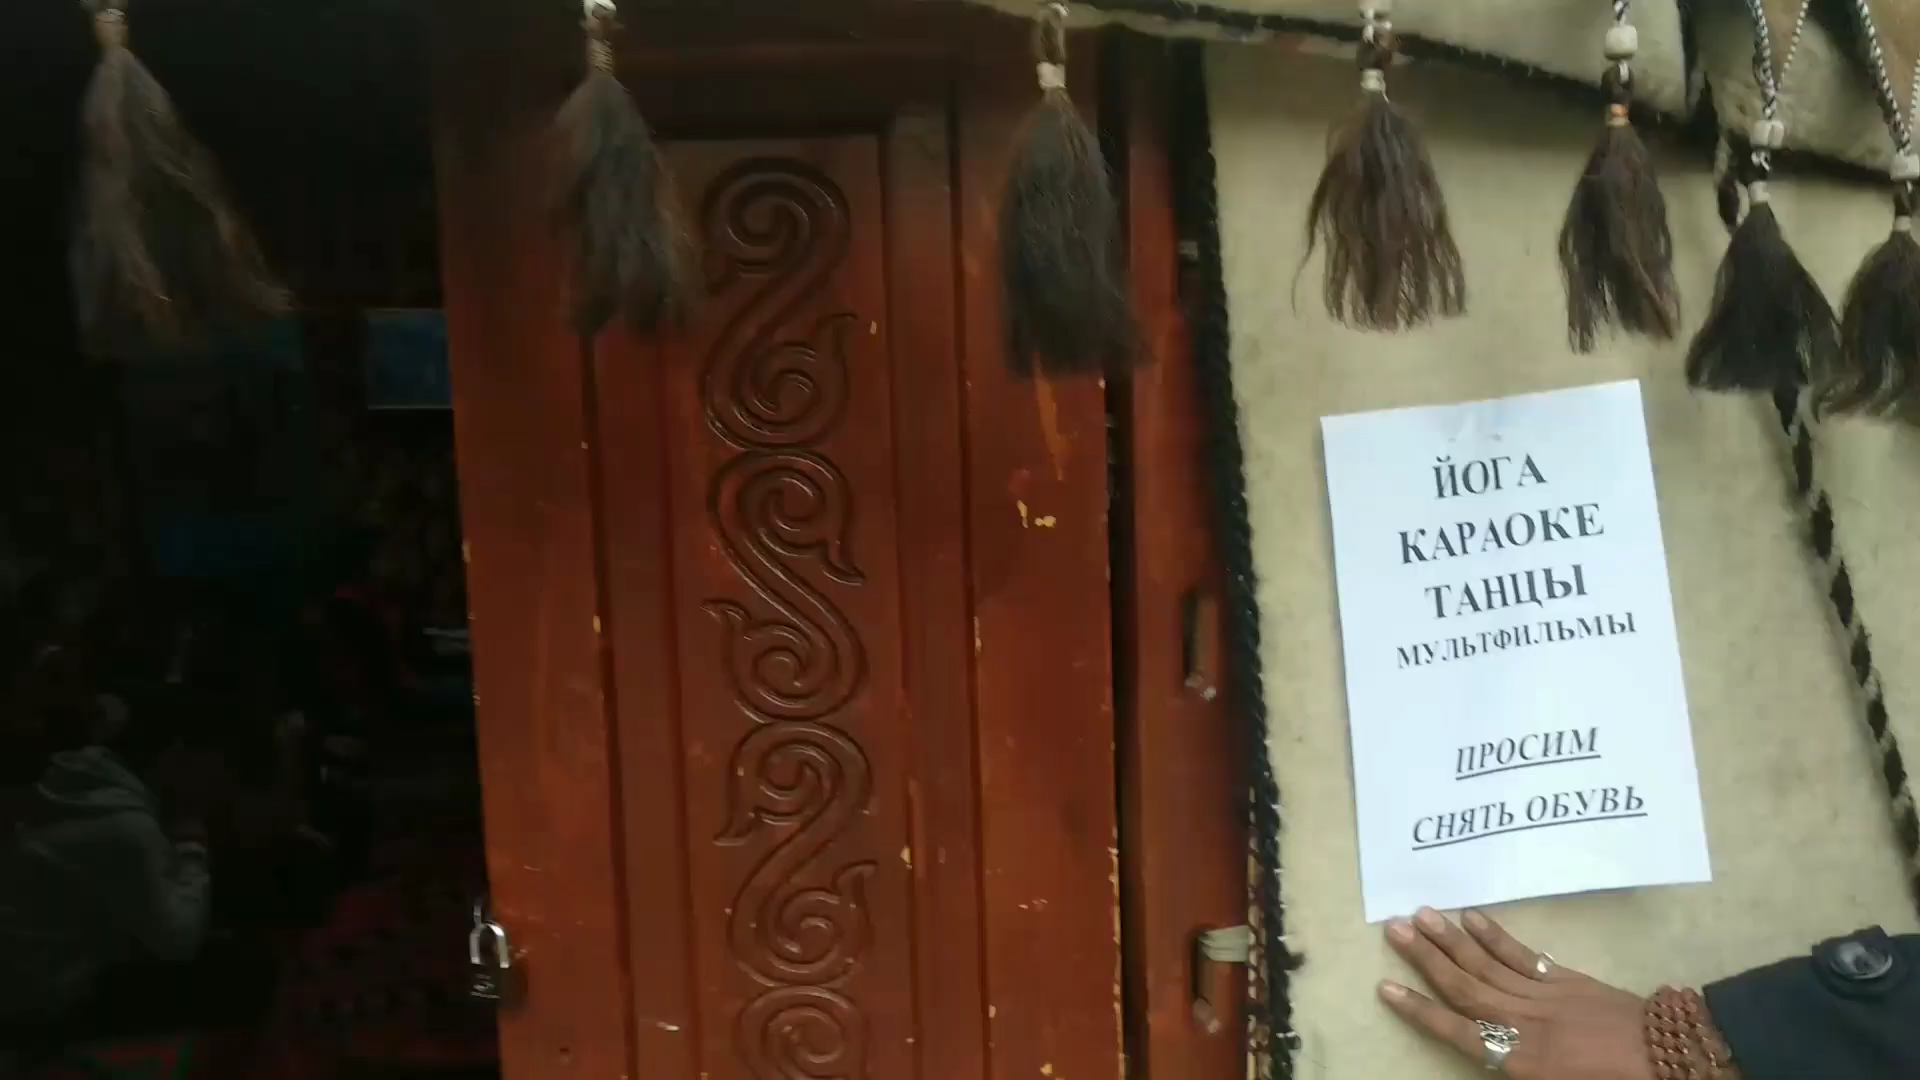 ЙОГА
КАРАОКЕ
ТАНЦЫ
МУЛЬТФИЛЬМЫ
ПРОСИМ
СНЯТЬ ОБУВЬ